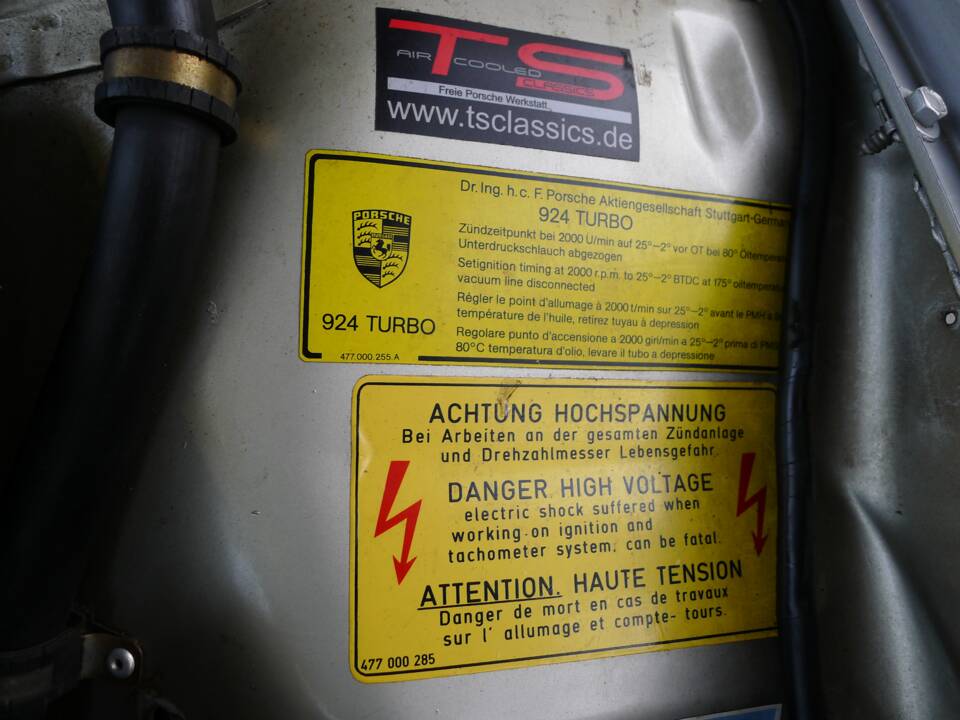 TS
AIR COOLED CLASSICS
Freie Porsche Werkstatt
www.tsclassics.de
Dr. Ing. h. c. F. Porsche Aktiengesellschaft Stuttgart-Germa
924 TURBO
Zündzeitpunkt bei 2000 U/min auf 25°–2° vor OT bei 80° Öltempera
Unterdruckschlauch abgezogen
Setignition timing at 2000 r.p.m. to 25°–2° BTDC at 175° oiltempera
vacuum line disconnected
Régler le point d'allumage à 2000 t/min sur 25°–2° avant le PMH à
température de l'huile, retirez tuyau à depression
Regolare punto d'accensione a 2000 giri/min a 25°–2° prima di
80°C temperatura d'olio, levare il tubo a depressione
PORSCHE
924 TURBO
477.000.255.A
ACHTUNG HOCHSPANNUNG
Bei Arbeiten an der gesamten Zündanlage
und Drehzahlmesser Lebensgefahr.
DANGER HIGH VOLTAGE
electric shock suffered when
working on ignition and
tachometer system, can be fatal.
ATTENTION. HAUTE TENSION
Danger de mort en cas de travaux
sur l' allumage et compte- tours.
477 000 285